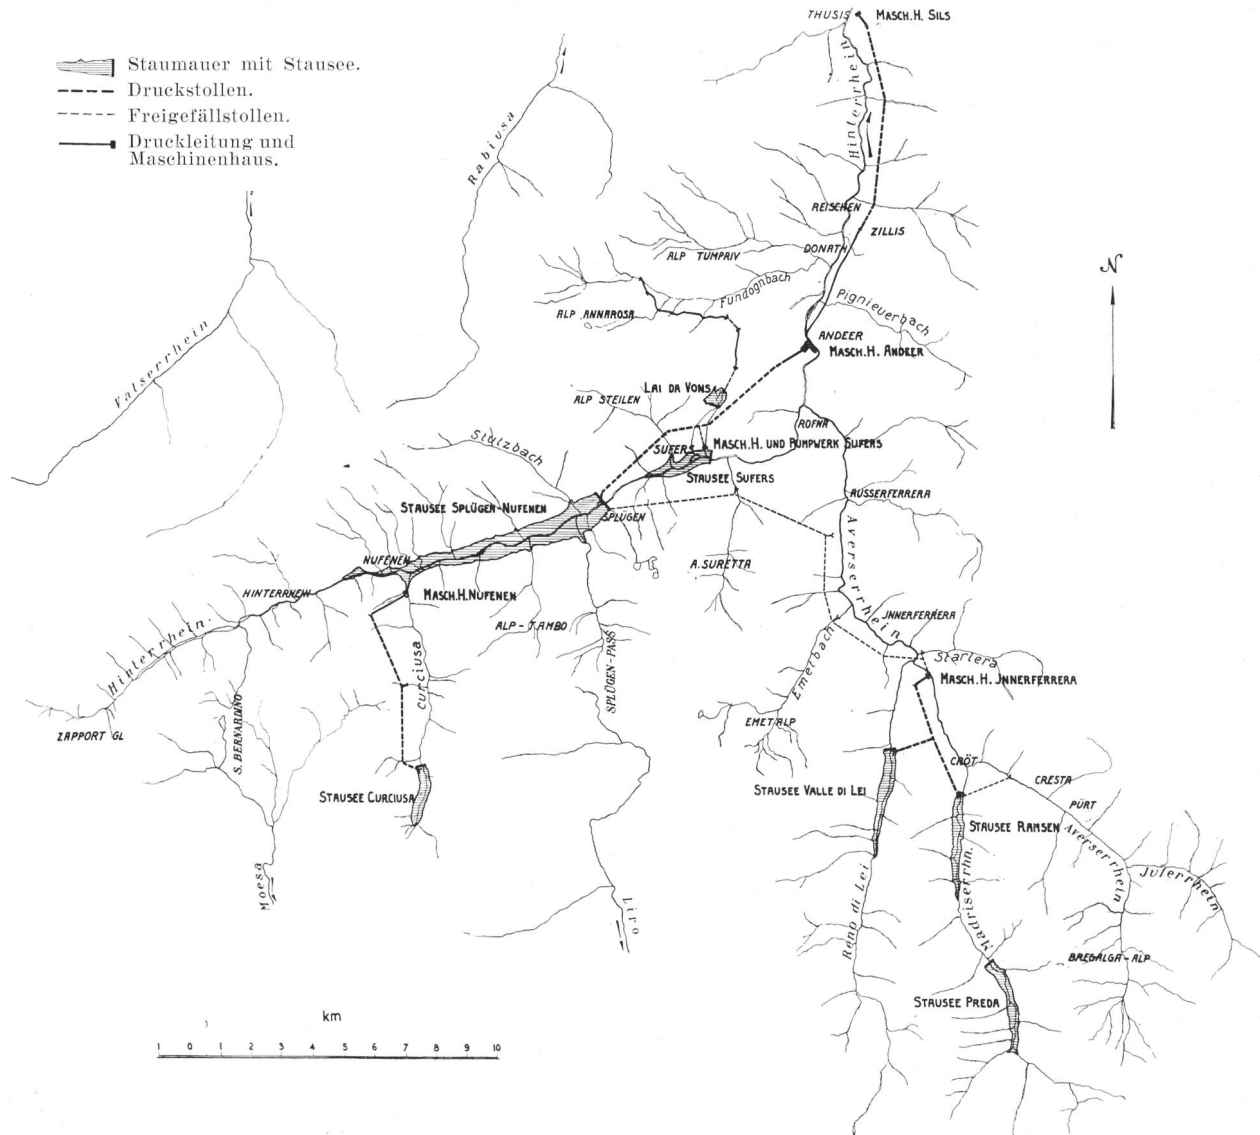 THUSIS
MASCH.H. SILS
Staumauer mit Stausee.
Druckstollen.
Freigefällstollen.
Druckleitung und
Maschinenhaus.
Rabiusa
Hinterrhein
REISCHEN
ZILLIS
DONATH
ALP TUMPRIV
Fundognbach
Pignieuerbach
N
ALP ANNAROSA
ANDEER
MASCH.H. ANDEER
Valserrhein
LAI DA VONS
ALP STEILEN
ROFNA
Stutzbach
SUFERS
MASCH.H. UND PUMPWERK SUFERS
STAUSEE SUFERS
AUSSERFERRERA
STAUSEE SPLÜGEN-NUFENEN
SPLÜGEN
Averserrhein
NUFENEN
A. SURETTA
HINTERRHEIN
MASCH.H. NUFENEN
JNNERFERRERA
ALP-TAMBO
Hinterrhein.
Emetbach
Starlera
CURCIUSA
SPLÜGEN-PASS
MASCH.H. JNNERFERRERA
S. BERNARDINO
ZAPPORT GL
EMET ALP
CRÖT
CRESTA
STAUSEE CURCIUSA
STAUSEE VALLE DI LEI
PÜRT
STAUSEE RAMSEN
Averserrhein
Jülerrhein
Moesa
Liro
Reno di Lei
Madriserrhn.
BREGALGA-ALP
STAUSEE PREDA
km
1 0 1 2 3 4 5 6 7 8 9 10